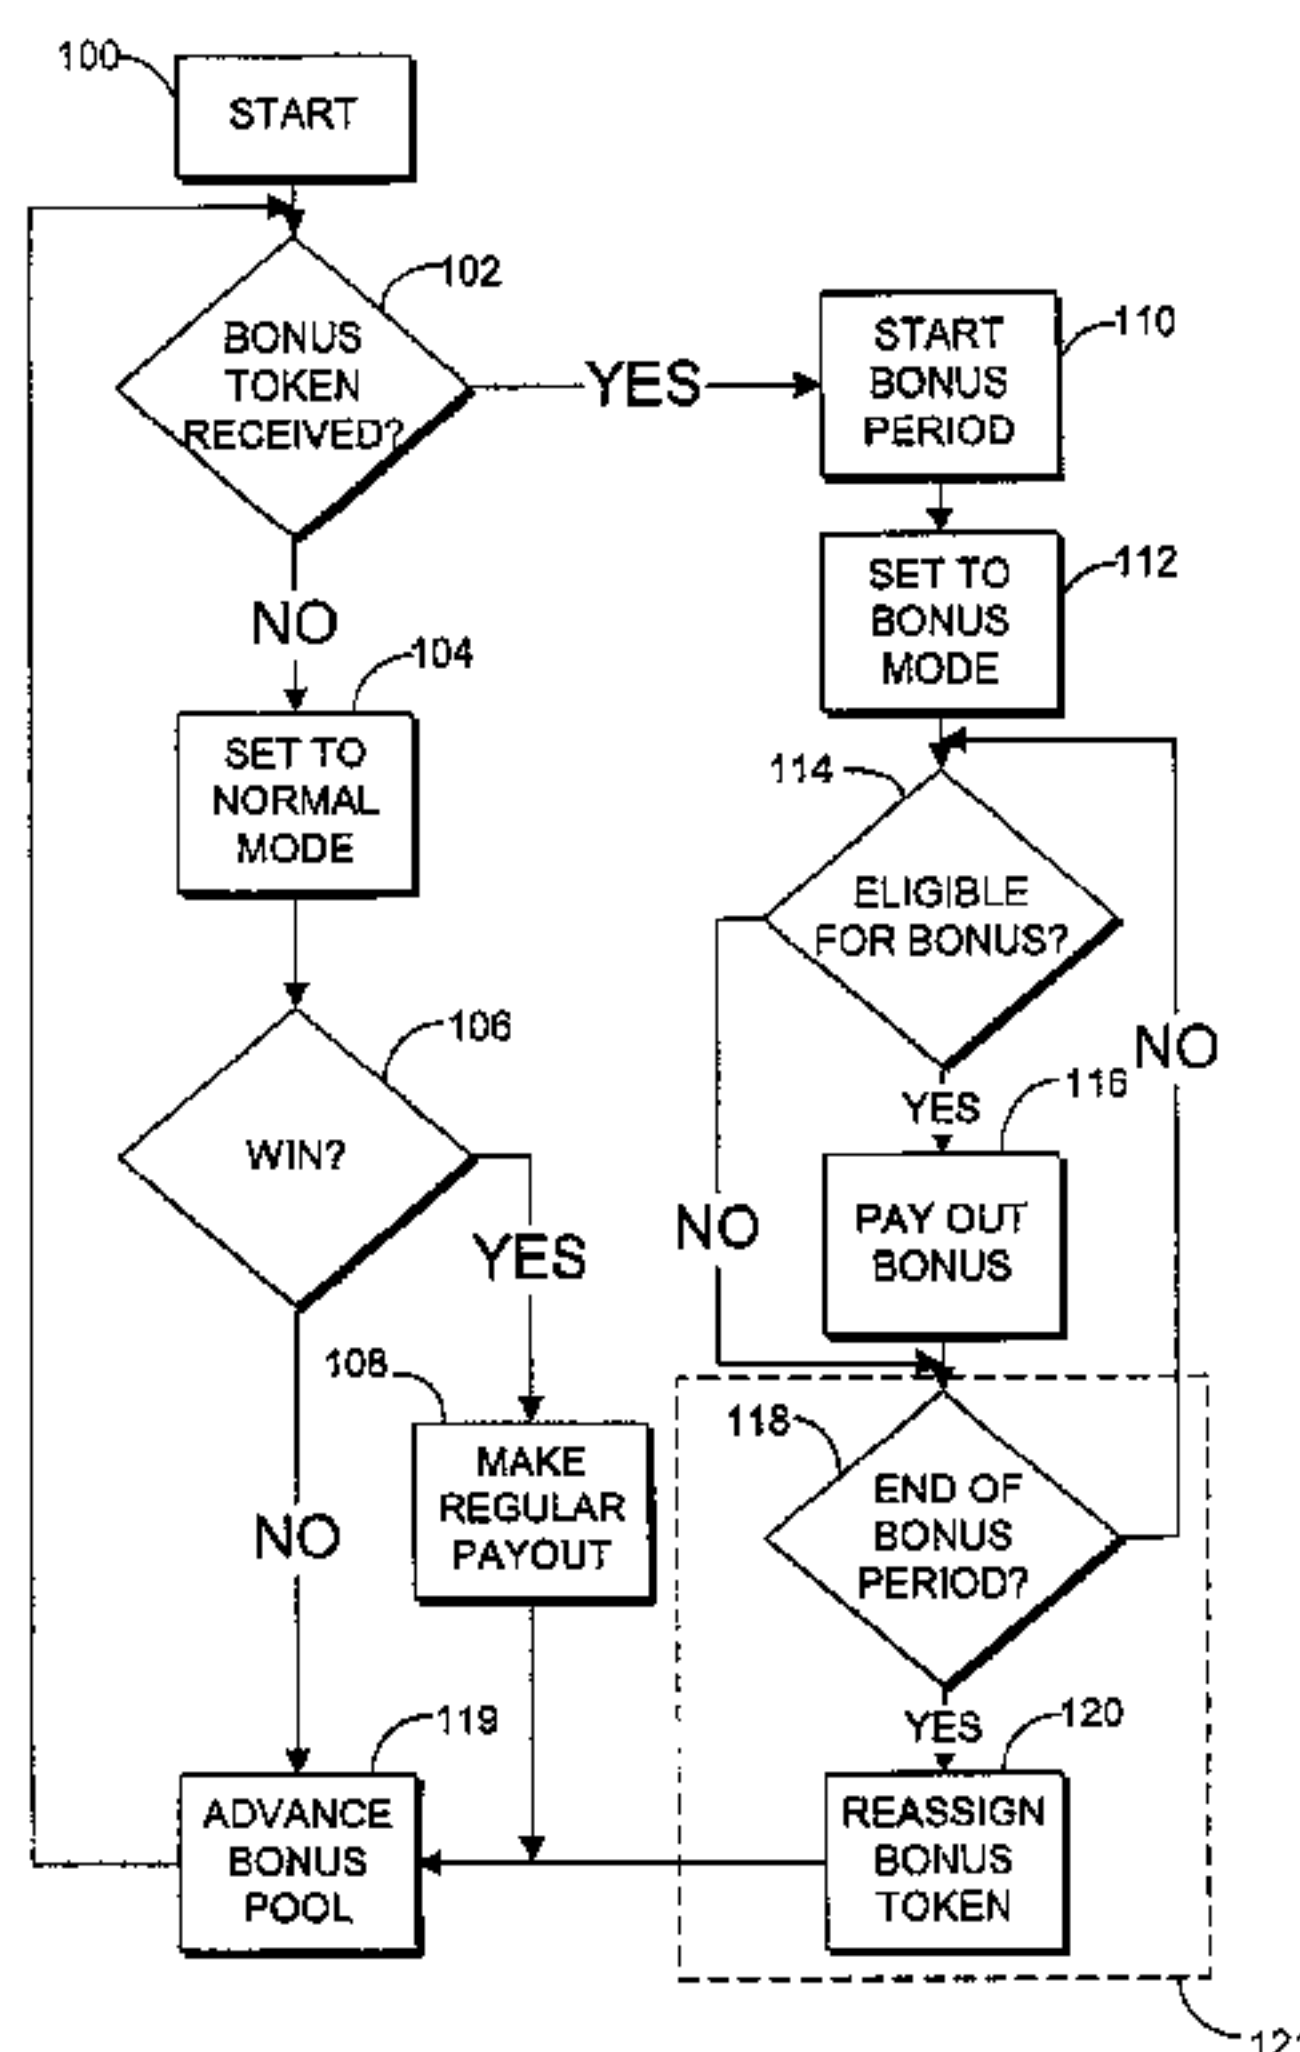 100
START
102
BONUS
TOKEN
RECEIVED?
YES
START
BONUS
PERIOD
110
NO
104
SET TO
NORMAL
MODE
SET TO
BONUS
MODE
112
114
ELIGIBLE
FOR BONUS?
NO
YES
116
PAY OUT
BONUS
NO
106
WIN?
YES
108
MAKE
REGULAR
PAYOUT
NO
118
END OF
BONUS
PERIOD?
YES
120
REASSIGN
BONUS
TOKEN
119
ADVANCE
BONUS
POOL